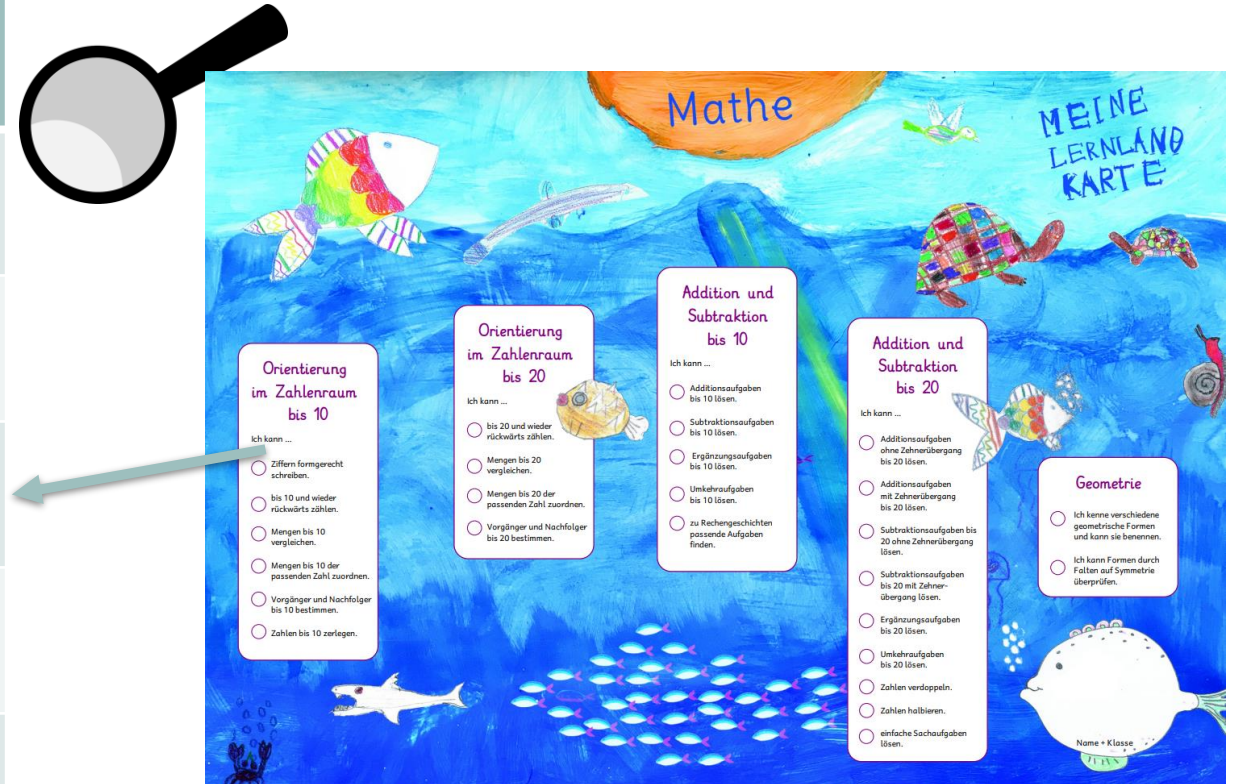 Mathe
MEINE
LERNLAND
KARTE
Orientierung
im Zahlenraum
bis 10
Ich kann ...
Ziffern formgerecht
schreiben.
bis 10 und wieder
rückwärts zählen.
Mengen bis 10
vergleichen.
Mengen bis 10 der
passenden Zahl zuordnen.
Vorgänger und Nachfolger
bis 10 bestimmen.
Zahlen bis 10 zerlegen.
Orientierung
im Zahlenraum
bis 20
Ich kann ...
bis 20 und wieder
rückwärts zählen.
Mengen bis 20
vergleichen.
Mengen bis 20 der
passenden Zahl zuordnen.
Vorgänger und Nachfolger
bis 20 bestimmen.
Addition und
Subtraktion
bis 10
Ich kann ...
Additionsaufgaben
bis 10 lösen.
Subtraktionsaufgaben
bis 10 lösen.
Ergänzungsaufgaben
bis 10 lösen.
Umkehraufgaben
bis 10 lösen.
zu Rechengeschichten
passende Aufgaben
finden.
Addition und
Subtraktion
bis 20
Ich kann ...
Additionsaufgaben
ohne Zehnerübergang
bis 20 lösen.
Additionsaufgaben
mit Zehnerübergang
bis 20 lösen.
Subtraktionsaufgaben bis
20 ohne Zehnerübergang
lösen.
Subtraktionsaufgaben
bis 20 mit Zehner-
übergang lösen.
Ergänzungsaufgaben
bis 20 lösen.
Umkehraufgaben
bis 20 lösen.
Zahlen verdoppeln.
Zahlen halbieren.
einfache Sachaufgaben
lösen.
Geometrie
Ich kenne verschiedene
geometrische Formen
und kann sie benennen.
Ich kann Formen durch
Falten auf Symmetrie
überprüfen.
Name + Klasse